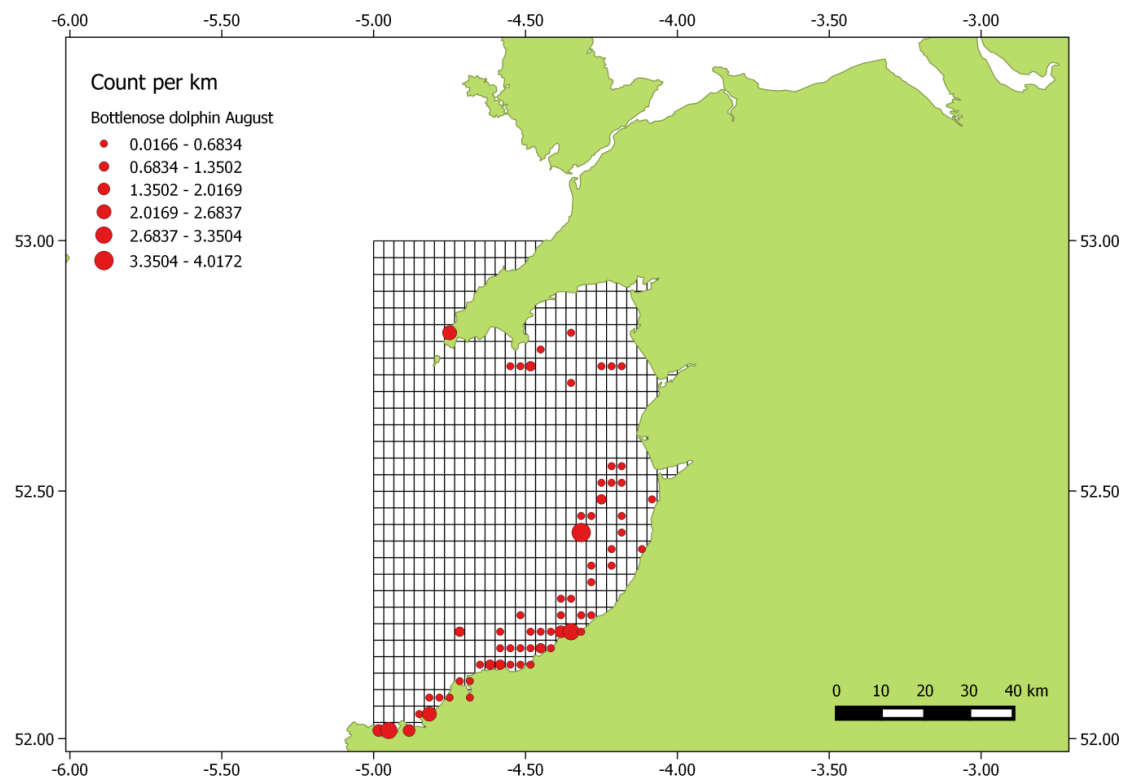 -6.00 -5.50 -5.00 -4.50 -4.00 -3.50 -3.00
Count per km
Bottlenose dolphin August
0.0166 - 0.6834
0.6834 - 1.3502
1.3502 - 2.0169
2.0169 - 2.6837
2.6837 - 3.3504
3.3504 - 4.0172
53.00 53.00
52.50 52.50
0 10 20 30 40 km
52.00 52.00
-6.00 -5.50 -5.00 -4.50 -4.00 -3.50 -3.00